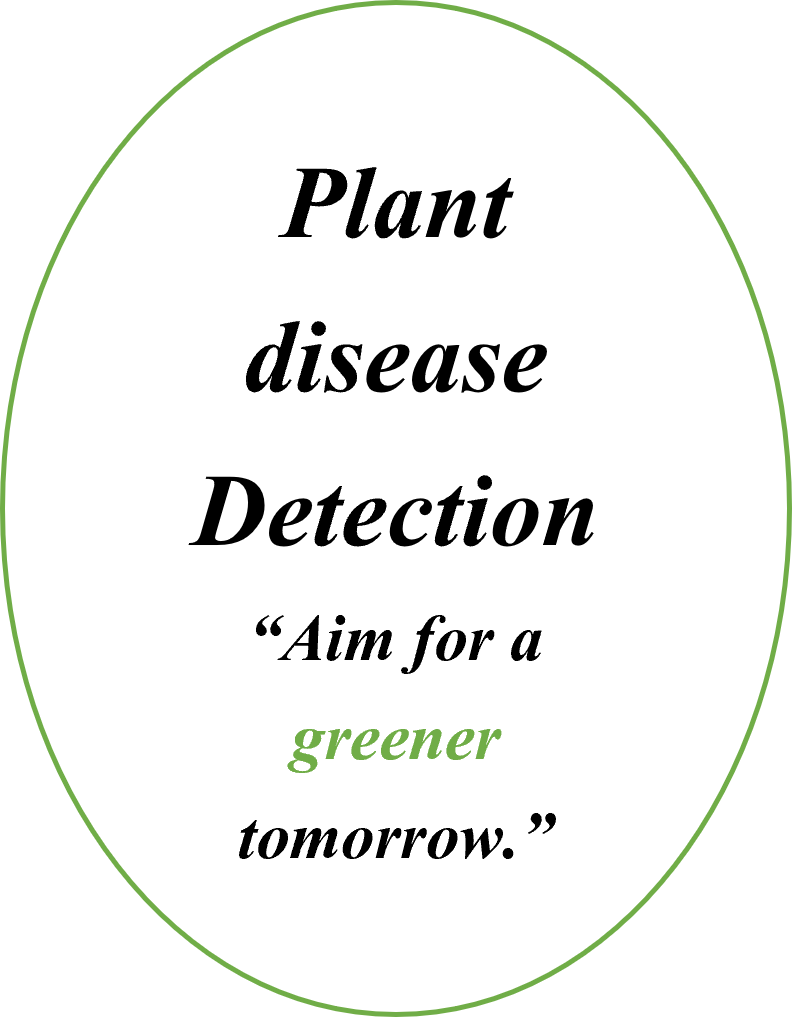 Plant
disease
Detection
“Aim for a
greener
tomorrow.”